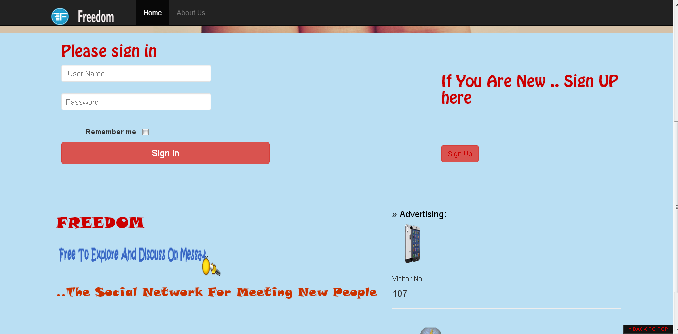 Freedom
Home
About Us
Please sign in
User Name
Password
Remember me
Sign in
If You Are New .. Sign UP
here
Sign Up
FREEDOM
Free To Explore And Discuss On
..The Social Network For Meeting New People
» Advertising:
Visitor No
107